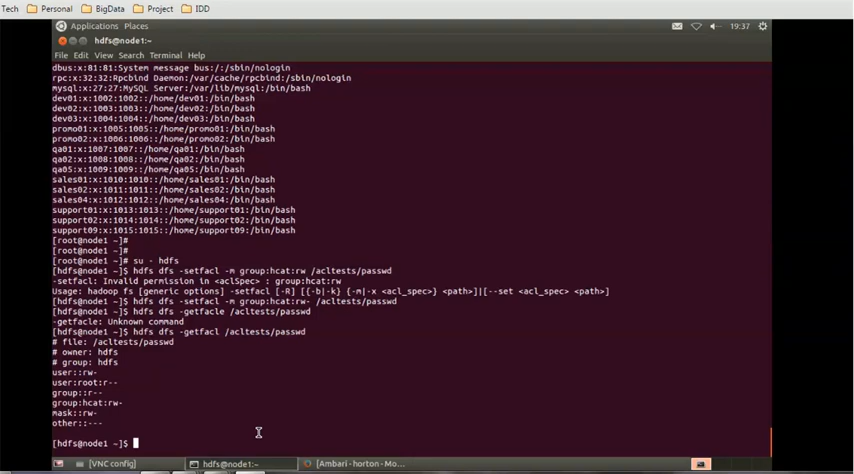 Tech Personal BigData Project IDD
Applications Places 19:37
hdfs@node1:~
File Edit View Search Terminal Help
dbus:x:81:81:System message bus:/:/sbin/nologin
rpc:x:32:32:Rpcbind Daemon:/var/cache/rpcbind:/sbin/nologin
mysql:x:27:27:MySQL Server:/var/lib/mysql:/bin/bash
dev01:x:1002:1002::/home/dev01:/bin/bash
dev02:x:1003:1003::/home/dev02:/bin/bash
dev03:x:1004:1004::/home/dev03:/bin/bash
promo01:x:1005:1005::/home/promo01:/bin/bash
promo02:x:1006:1006::/home/promo02:/bin/bash
qa01:x:1007:1007::/home/qa01:/bin/bash
qa02:x:1008:1008::/home/qa02:/bin/bash
qa05:x:1009:1009::/home/qa05:/bin/bash
sales01:x:1010:1010::/home/sales01:/bin/bash
sales02:x:1011:1011::/home/sales02:/bin/bash
sales04:x:1012:1012::/home/sales04:/bin/bash
support01:x:1013:1013::/home/support01:/bin/bash
support02:x:1014:1014::/home/support02:/bin/bash
support09:x:1015:1015::/home/support09:/bin/bash
[root@node1 ~]#
[root@node1 ~]#
[root@node1 ~]# su - hdfs
[hdfs@node1 ~]$ hdfs dfs -setfacl -m group:hcat:rw /acltests/passwd
-setfacl: Invalid permission in <aclSpec> : group:hcat:rw
Usage: hadoop fs [generic options] -setfacl [-R] [{-b|-k} {-m|-x <acl_spec>} <path>]|[--set <acl_spec> <path>]
[hdfs@node1 ~]$ hdfs dfs -setfacl -m group:hcat:rw- /acltests/passwd
[hdfs@node1 ~]$ hdfs dfs -getfacle /acltests/passwd
-getfacle: Unknown command
[hdfs@node1 ~]$ hdfs dfs -getfacl /acltests/passwd
# file: /acltests/passwd
# owner: hdfs
# group: hdfs
user::rw-
user:root:r--
group::r--
group:hcat:rw-
mask::rw-
other::---
[hdfs@node1 ~]$
[VNC config] hdfs@node1:~ [Ambari - horton - Mo...